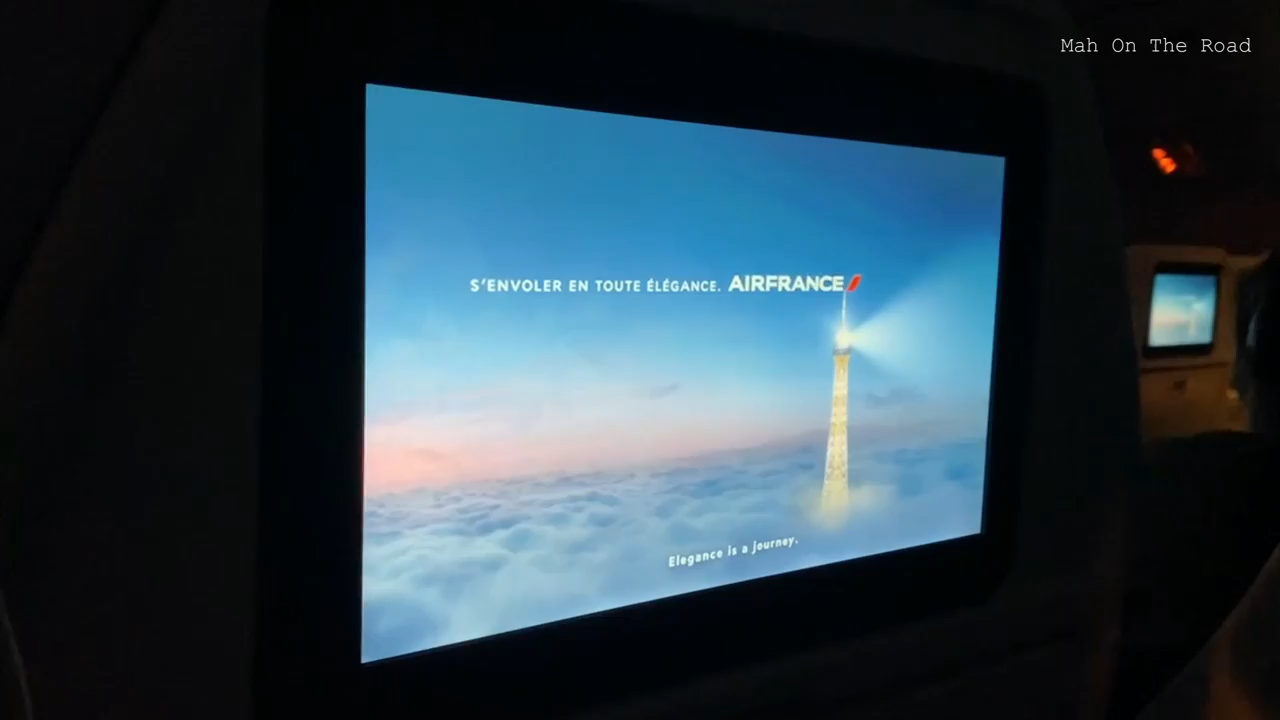 Mah On The Road
S'ENVOLER EN TOUTE ÉLÉGANCE. AIRFRANCE
Elegance is a journey.